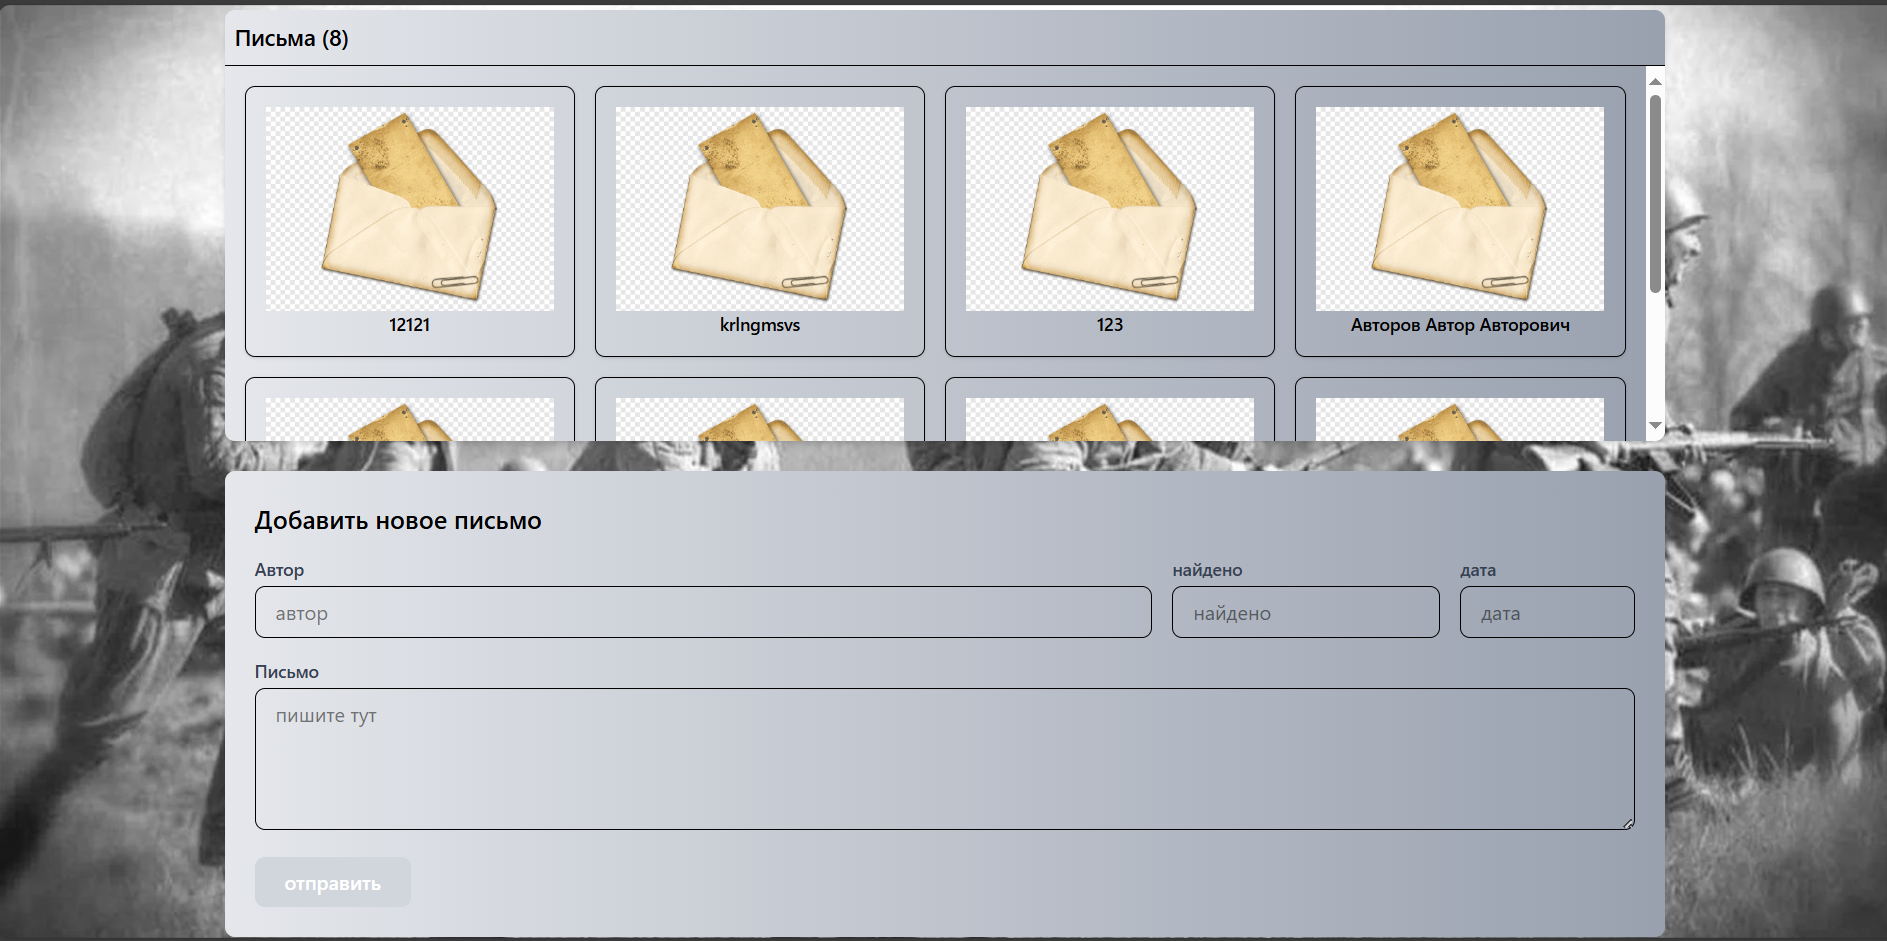 Письма (8)
12121
krlngmsvs
123
Авторов Автор Авторович
Добавить новое письмо
Автор
найдено
дата
автор
найдено
дата
Письмо
пишите тут
отправить